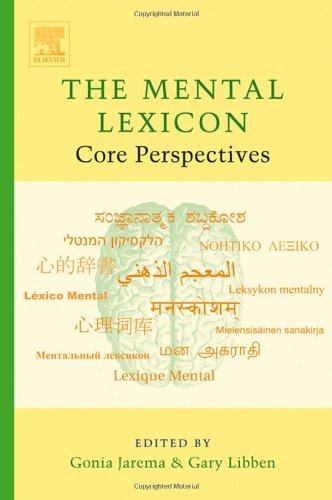 ELSEVIER
THE MENTAL
LEXICON
Core Perspectives
ಸಂಜ್ಞಾನಾತ್ಮಕ ಶಬ್ದಕೋಶ
הלקסיקון המנטלי
ΝΟΗΤΙΚΟ ΛΕΞΙΚΟ
心的辞書
المعجم الذهني
Léxico Mental
Leksykon mentalny
मनस्कोशम्
心理词库
Mielensisäinen sanakirja
Ментальный лексикон
மன அகராதி
Lexique Mental
EDITED BY
Gonia Jarema & Gary Libben